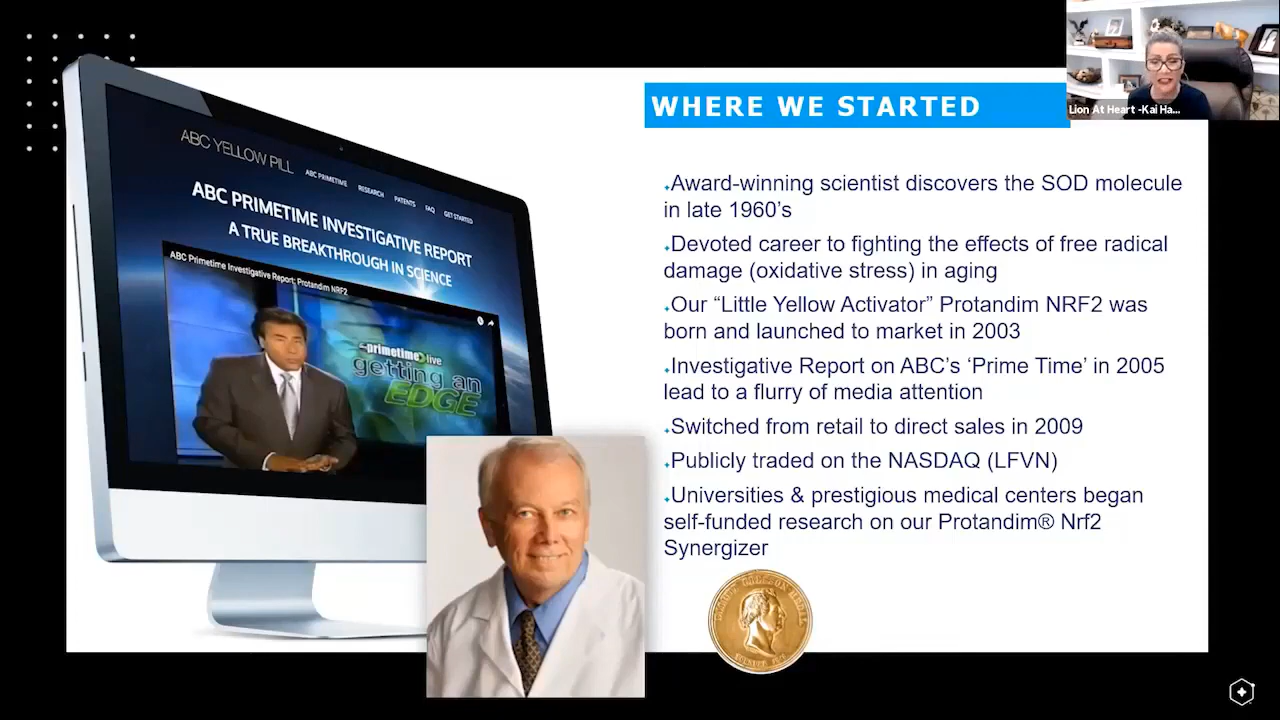 Lion At Heart -Kai Ha...
WHERE WE STARTED
Award-winning scientist discovers the SOD molecule
in late 1960's
Devoted career to fighting the effects of free radical
damage (oxidative stress) in aging
Our “Little Yellow Activator” Protandim NRF2 was
born and launched to market in 2003
Investigative Report on ABC's ‘Prime Time’ in 2005
lead to a flurry of media attention
Switched from retail to direct sales in 2009
Publicly traded on the NASDAQ (LFVN)
Universities & prestigious medical centers began
self-funded research on our Protandim® Nrf2
Synergizer
ABC YELLOW PILL
ABC PRIMETIME RESEARCH PATENTS FAQ GET STARTED
ABC PRIMETIME INVESTIGATIVE REPORT
A TRUE BREAKTHROUGH IN SCIENCE
ABC Primetime Investigative Report: Protandim NRF2
primetime live
getting an
EDGE